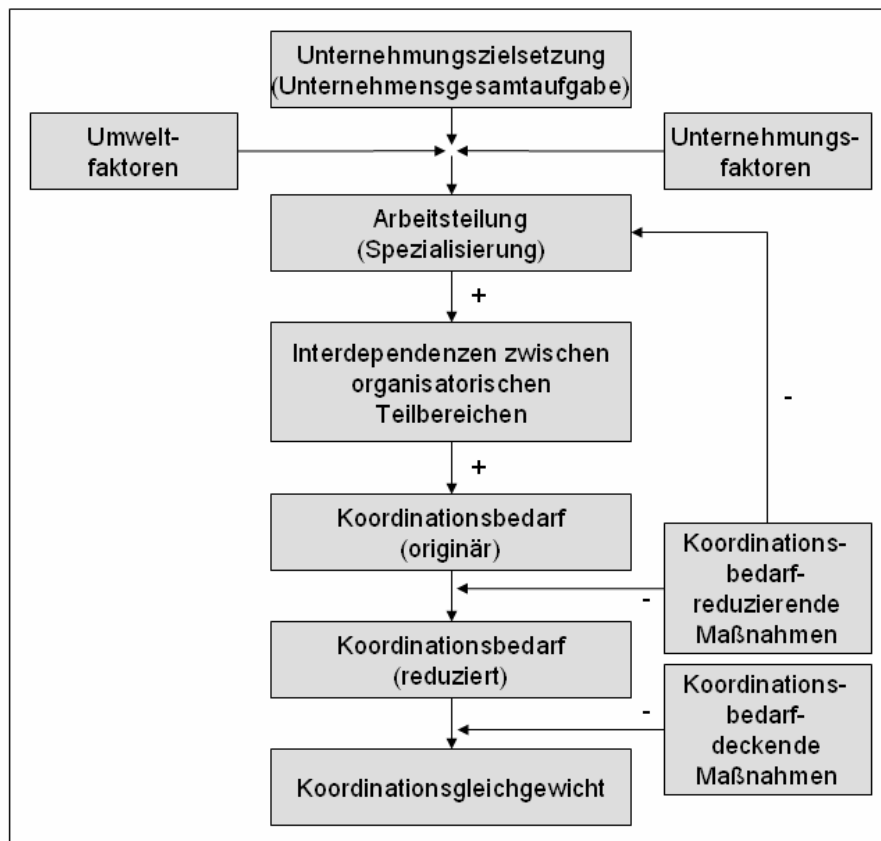 Unternehmungszielsetzung
(Unternehmensgesamtaufgabe)
Umwelt-
faktoren
Unternehmungs-
faktoren
Arbeitsteilung
(Spezialisierung)
+
Interdependenzen zwischen
organisatorischen
Teilbereichen
-
+
Koordinationsbedarf
(originär)
Koordinations-
bedarf-
reduzierende
Maßnahmen
-
Koordinationsbedarf
(reduziert)
Koordinations-
bedarf-
deckende
Maßnahmen
-
Koordinationsgleichgewicht